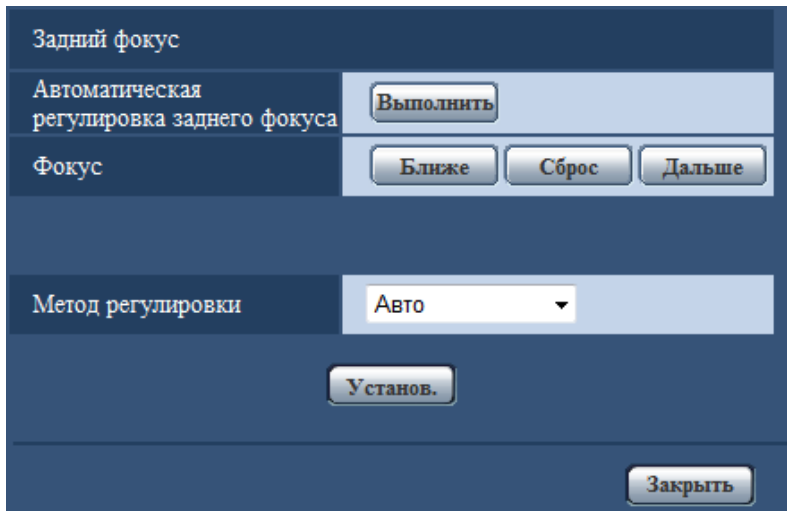 Задний фокус
Автоматическая
регулировка заднего фокуса
Выполнить
Фокус
Ближе
Сброс
Дальше
Метод регулировки
Авто
Установ.
Закрыть